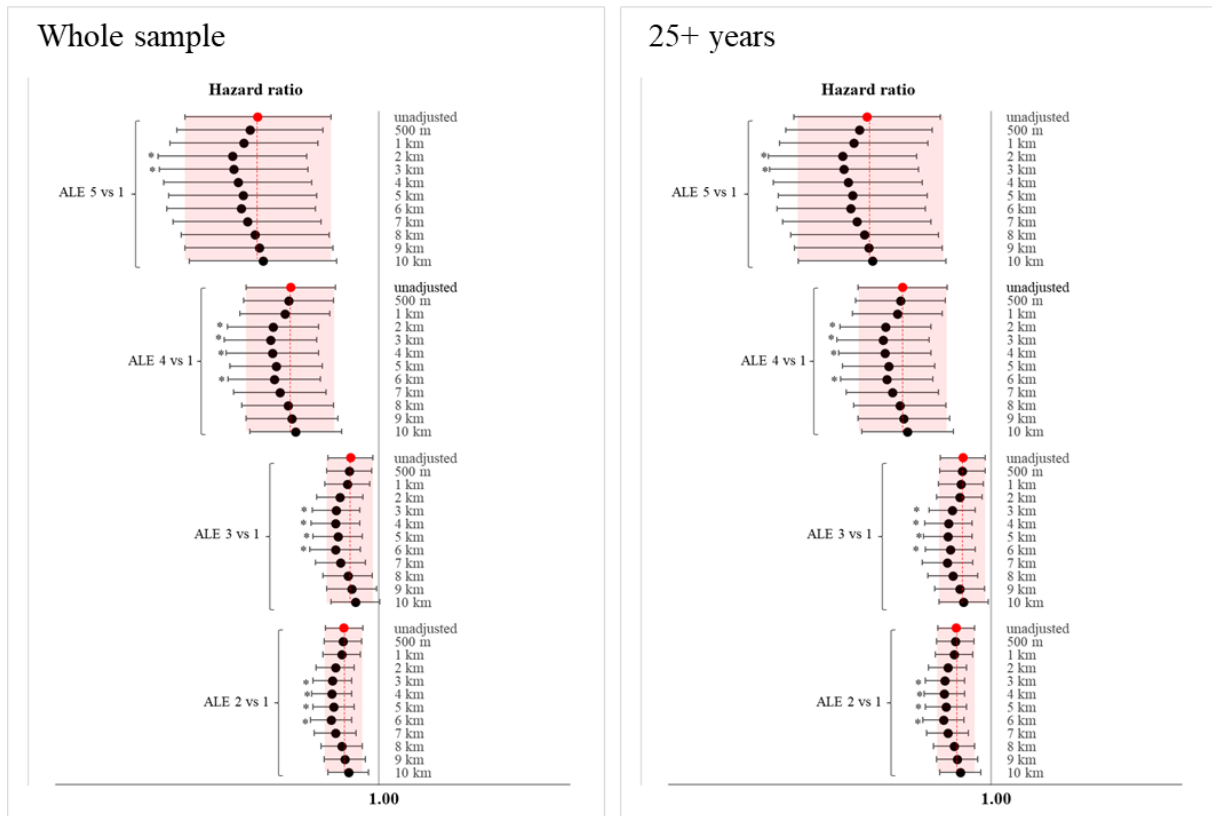 Whole sample
Hazard ratio
unadjusted
500 m
1 km
* 2 km
* 3 km
4 km
ALE 5 vs 1
5 km
6 km
7 km
8 km
9 km
10 km
unadjusted
500 m
1 km
* 2 km
* 3 km
* 4 km
ALE 4 vs 1
5 km
* 6 km
7 km
8 km
9 km
10 km
unadjusted
500 m
1 km
2 km
* 3 km
* 4 km
ALE 3 vs 1
* 5 km
* 6 km
7 km
8 km
9 km
10 km
unadjusted
500 m
1 km
2 km
* 3 km
* 4 km
ALE 2 vs 1
* 5 km
* 6 km
7 km
8 km
9 km
10 km
1.00
25+ years
Hazard ratio
unadjusted
500 m
1 km
* 2 km
* 3 km
4 km
ALE 5 vs 1
5 km
6 km
7 km
8 km
9 km
10 km
unadjusted
500 m
1 km
* 2 km
* 3 km
* 4 km
ALE 4 vs 1
5 km
* 6 km
7 km
8 km
9 km
10 km
unadjusted
500 m
1 km
2 km
* 3 km
* 4 km
ALE 3 vs 1
* 5 km
* 6 km
7 km
8 km
9 km
10 km
unadjusted
500 m
1 km
2 km
* 3 km
* 4 km
ALE 2 vs 1
* 5 km
* 6 km
7 km
8 km
9 km
10 km
1.00